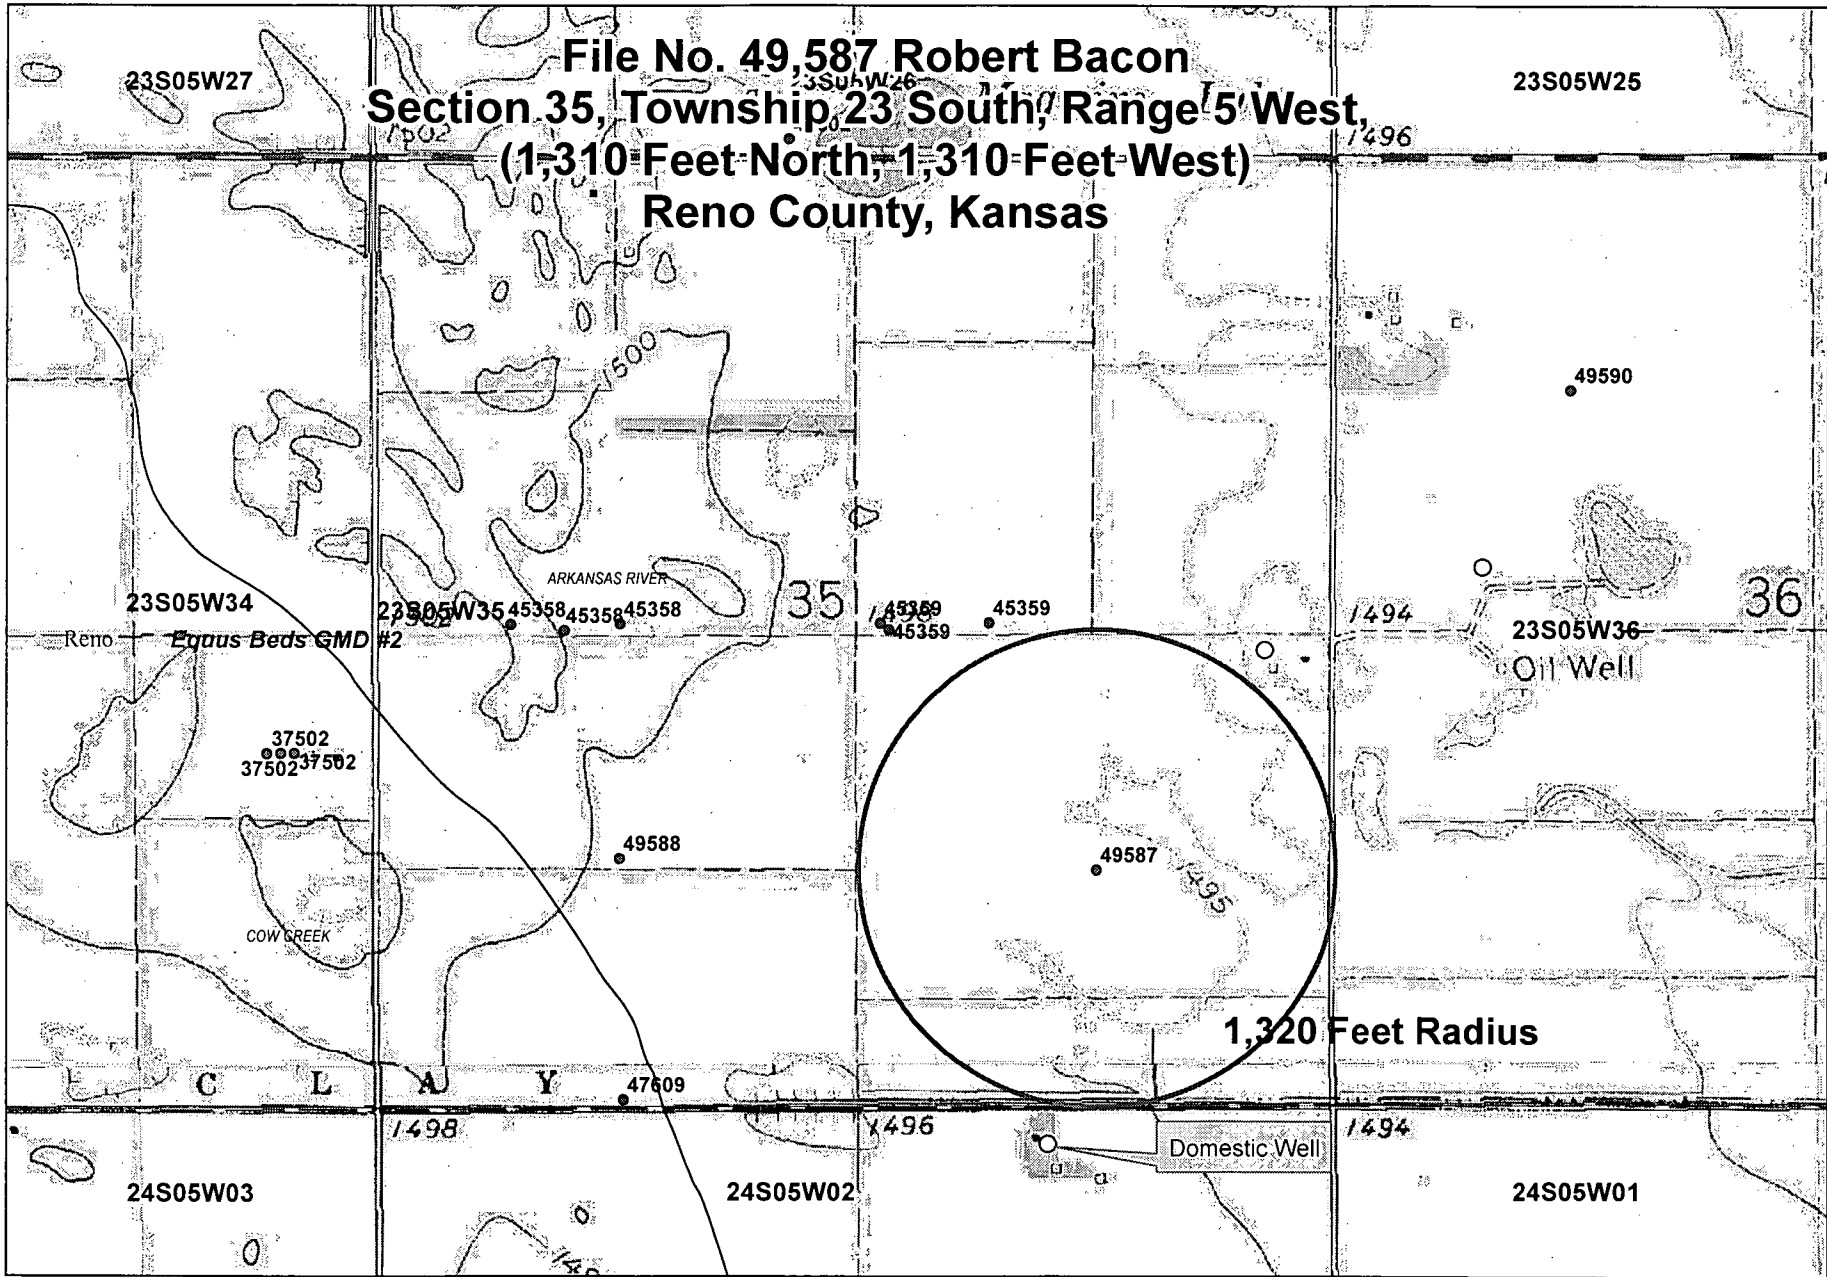 File No. 49,587 Robert Bacon
Section 35, Township 23 South, Range 5 West,
(1,310 Feet North, 1,310 Feet West)
Reno County, Kansas
23S05W27
23S05W26
23S05W25
1502
1496
1500
49590
ARKANSAS RIVER
35
36
23S05W34
23S05W35
45358
45358
45358
45359
45359
45359
1494
23S05W36
Oil Well
Reno
Equus Beds GMD #2
37502
37502
37502
49588
49587
1495
COW CREEK
1,320 Feet Radius
C L A Y
47609
1498
1496
1494
Domestic Well
24S05W03
24S05W02
24S05W01